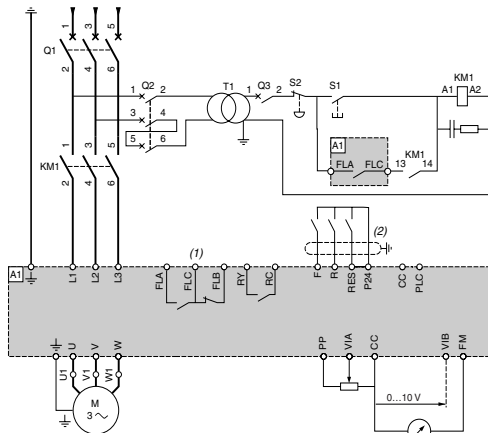 1 3 5
Q1
2 4 6
Q2
1 2
3 4
5 6
T1
1 Q3 2
S2
S1
KM1
A1 A2
A1
FLA FLC
13 KM1 14
1 3 5
KM1
2 4 6
(1)
(2)
A1
L1 L2 L3
FLA FLC FLB
RY RC
F R RES P24
CC PLC
U V W
PP VIA CC
VIB FM
U1 V1 W1
M
3
0...10 V